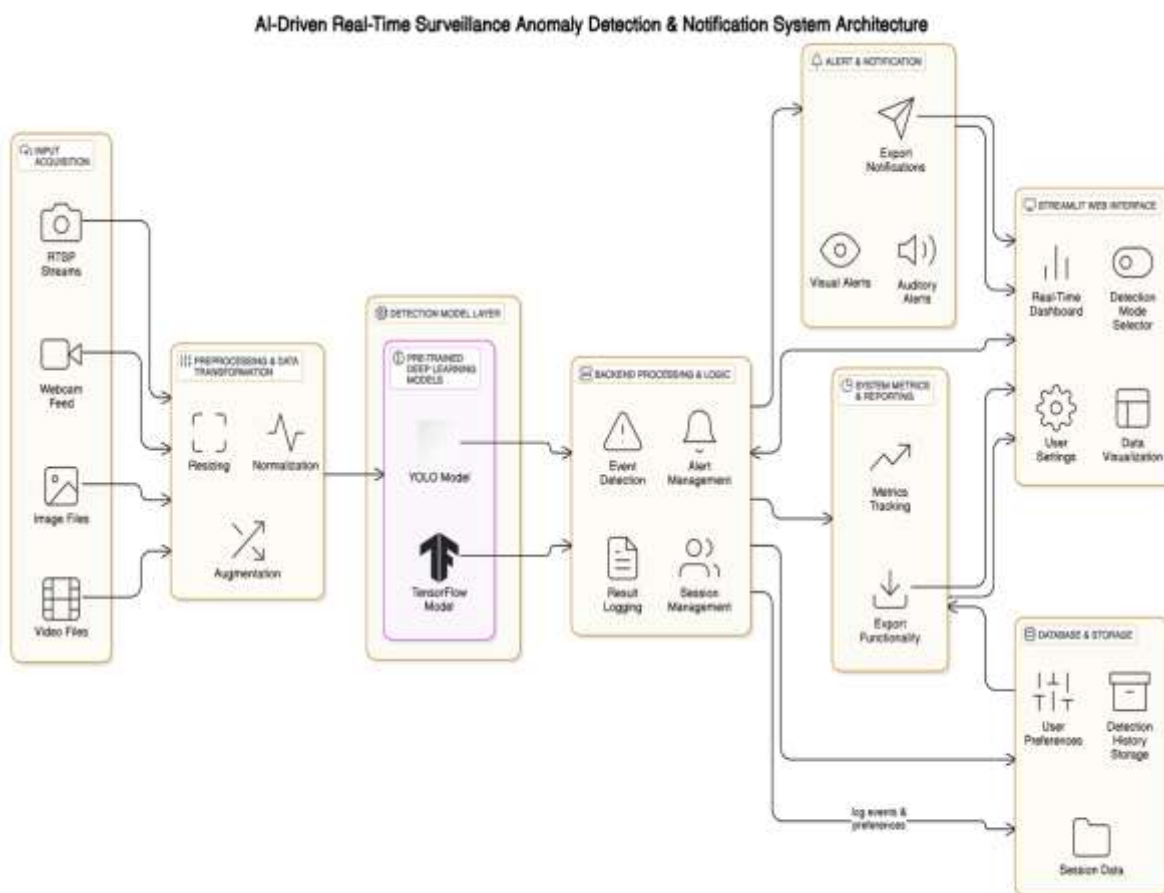 AI-Driven Real-Time Surveillance Anomaly Detection & Notification System Architecture
INPUT
ACQUISITION
RTSP
Streams
Webcam
Feed
Image Files
Video Files
PREPROCESSING & DATA
TRANSFORMATION
Resizing
Normalization
Augmentation
DETECTION MODEL LAYER
PRE-TRAINED
DEEP LEARNING
MODELS
YOLO Model
TensorFlow
Model
BACKEND PROCESSING & LOGIC
Event
Detection
Alert
Management
Result
Logging
Session
Management
ALERT & NOTIFICATION
Export
Notifications
Visual Alerts
Auditory
Alerts
SYSTEM METRICS
& REPORTING
Metrics
Tracking
Export
Functionality
STREAMLIT WEB INTERFACE
Real-Time
Dashboard
Detection
Mode
Selector
User
Settings
Data
Visualization
DATABASE & STORAGE
User
Preferences
Detection
History
Storage
Session Data
log events &
preferences